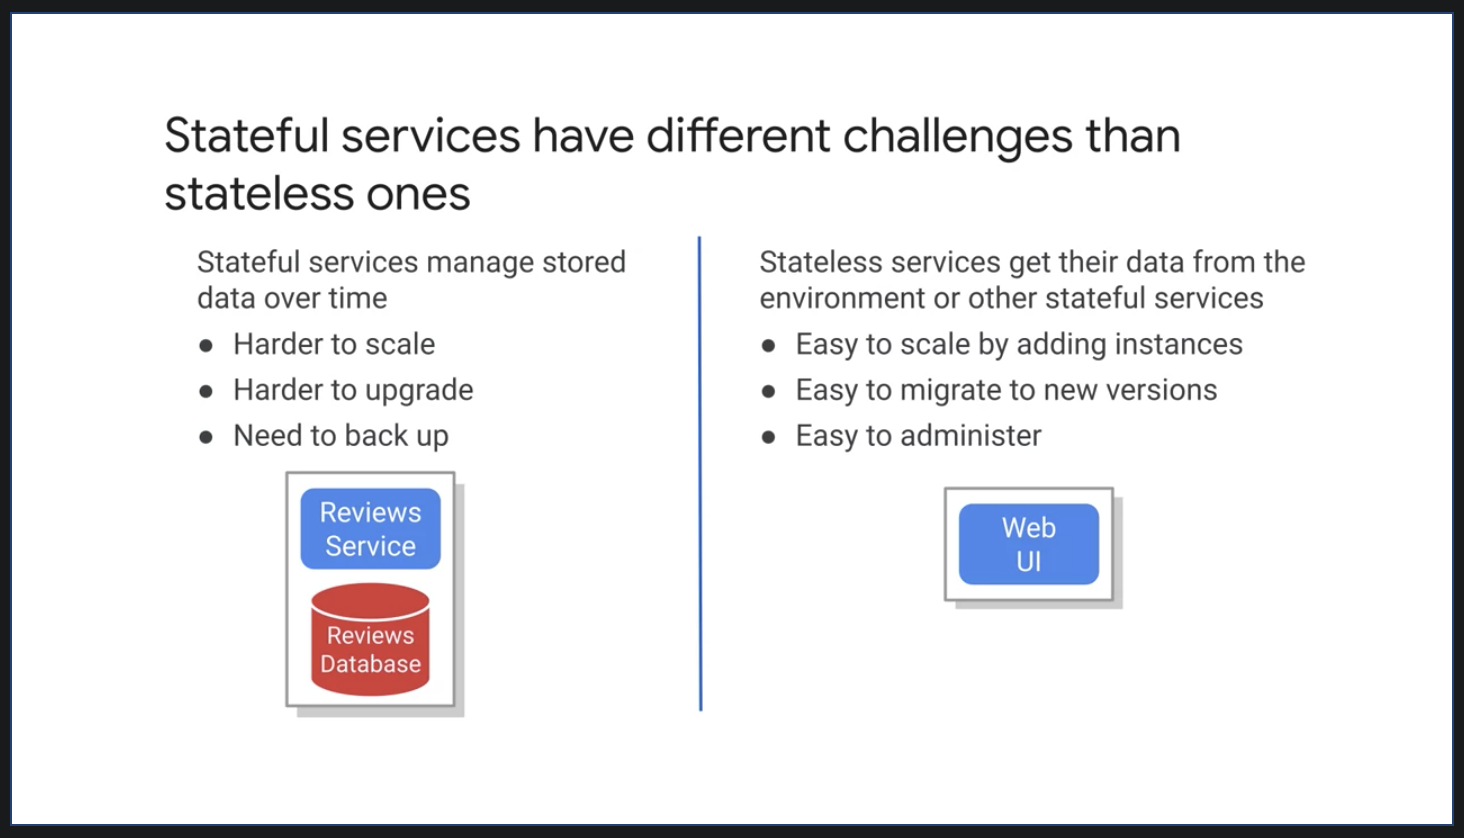 Stateful services have different challenges than
stateless ones
Stateful services manage stored
data over time
● Harder to scale
● Harder to upgrade
● Need to back up
Reviews
Service
Reviews
Database
Stateless services get their data from the
environment or other stateful services
● Easy to scale by adding instances
● Easy to migrate to new versions
● Easy to administer
Web
UI